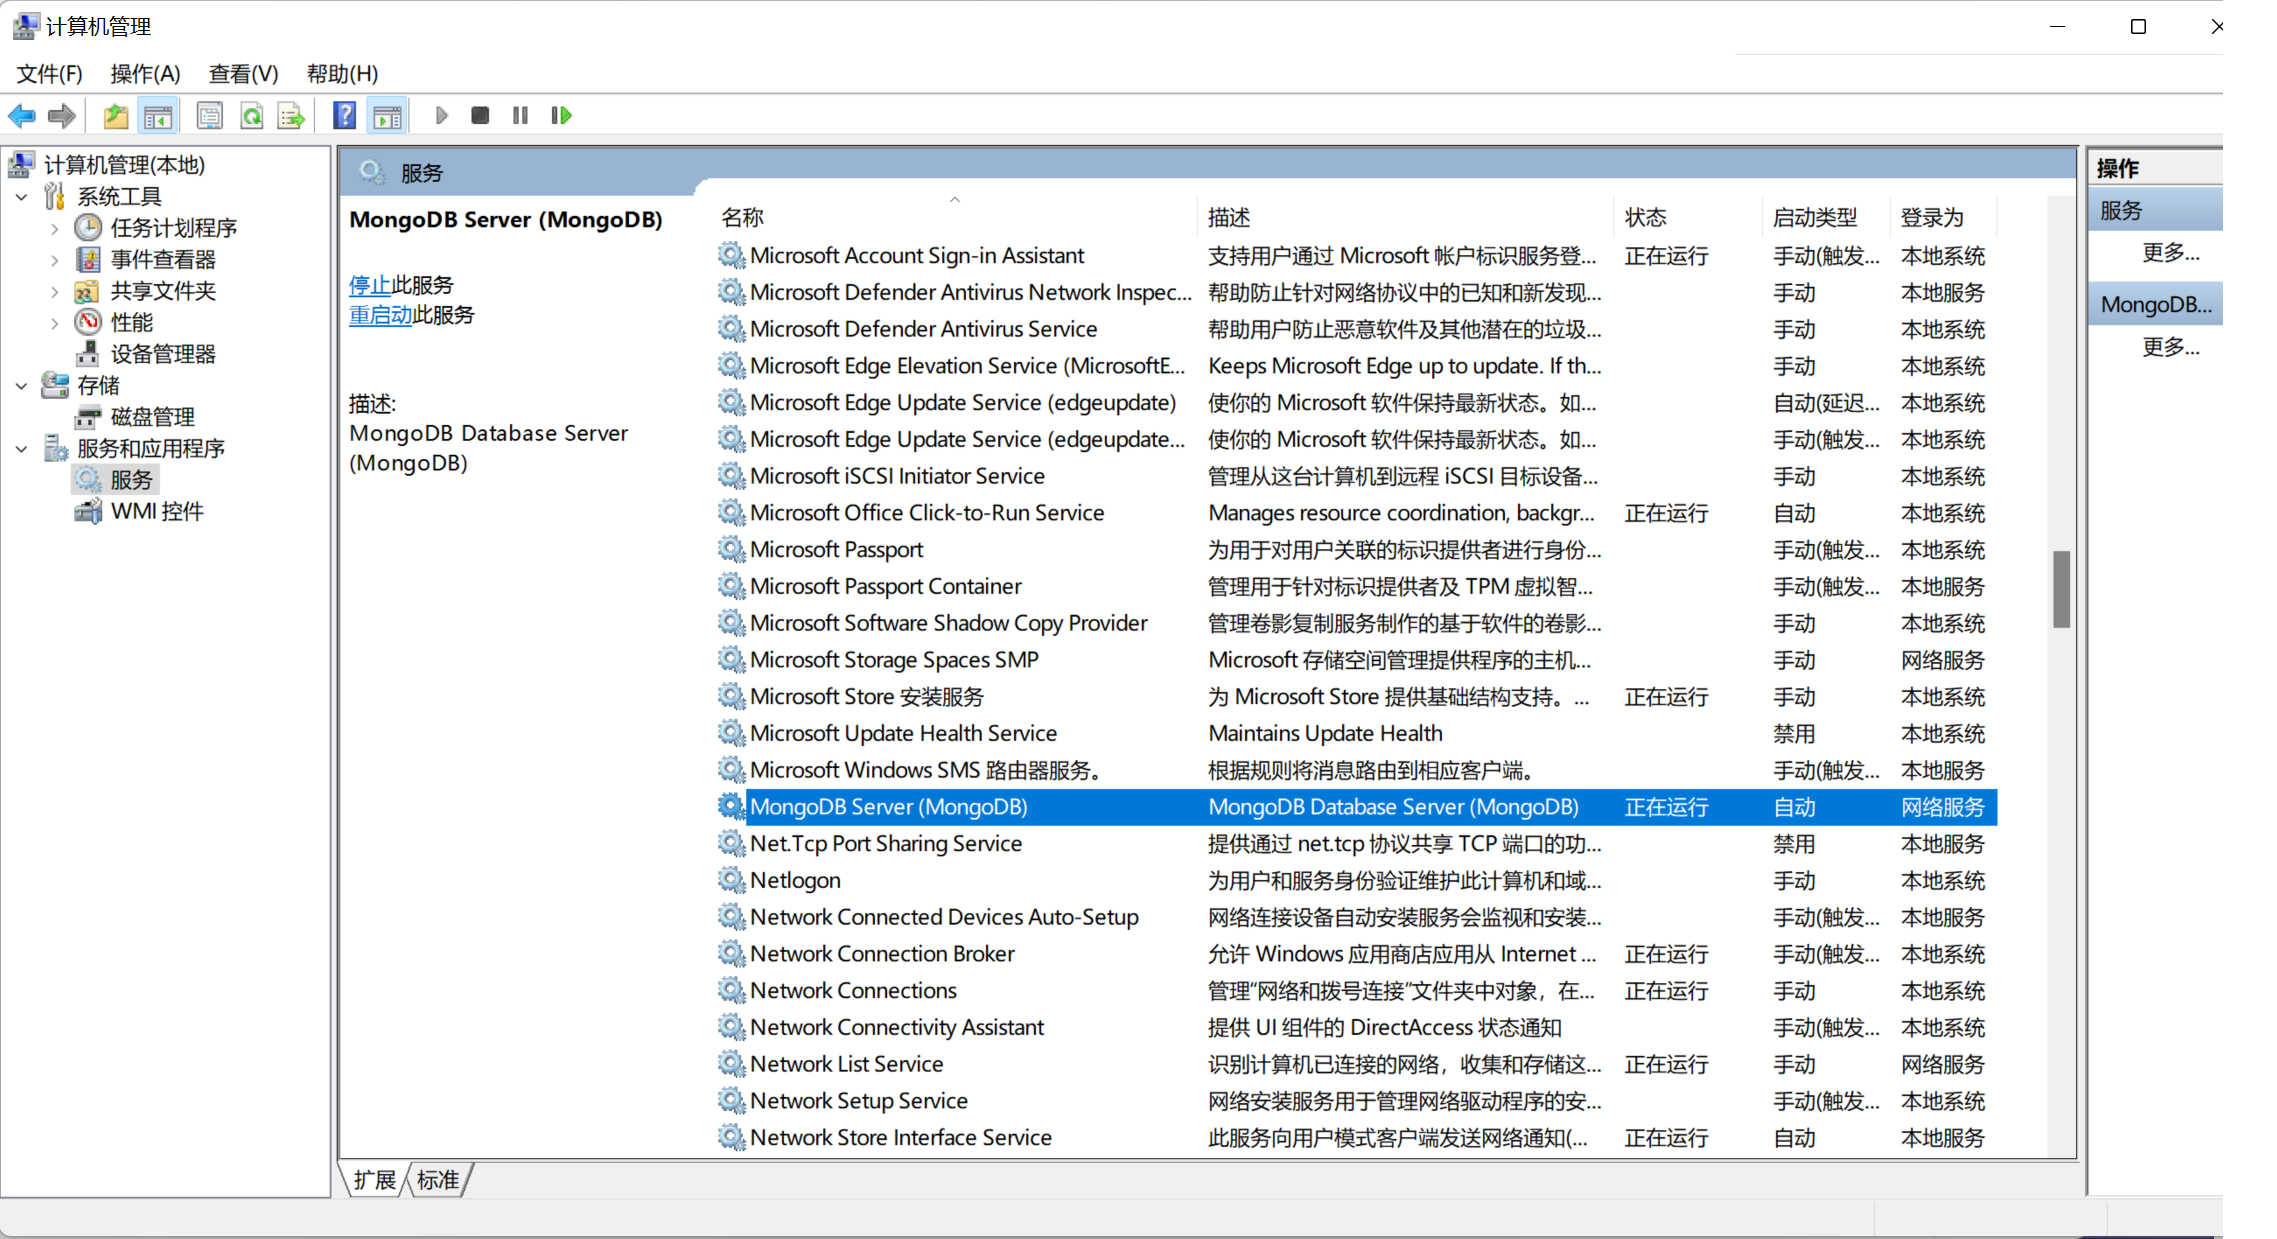 计算机管理
文件(F) 操作(A) 查看(V) 帮助(H)
计算机管理(本地)
系统工具
任务计划程序
事件查看器
共享文件夹
性能
设备管理器
存储
磁盘管理
服务和应用程序
服务
WMI 控件
服务
MongoDB Server (MongoDB)
停止此服务
重启动此服务
描述:
MongoDB Database Server
(MongoDB)
名称 描述 状态 启动类型 登录为
Microsoft Account Sign-in Assistant 支持用户通过 Microsoft 帐户标识服务登... 正在运行 手动(触发... 本地系统
Microsoft Defender Antivirus Network Inspec... 帮助防止针对网络协议中的已知和新发现... 手动 本地服务
Microsoft Defender Antivirus Service 帮助用户防止恶意软件及其他潜在的垃圾... 手动 本地系统
Microsoft Edge Elevation Service (MicrosoftE... Keeps Microsoft Edge up to update. If th... 手动 本地系统
Microsoft Edge Update Service (edgeupdate) 使你的 Microsoft 软件保持最新状态。如... 自动(延迟... 本地系统
Microsoft Edge Update Service (edgeupdate... 使你的 Microsoft 软件保持最新状态。如... 手动(触发... 本地系统
Microsoft iSCSI Initiator Service 管理从这台计算机到远程 iSCSI 目标设备... 手动 本地系统
Microsoft Office Click-to-Run Service Manages resource coordination, backgr... 正在运行 自动 本地系统
Microsoft Passport 为用于对用户关联的标识提供者进行身份... 手动(触发... 本地系统
Microsoft Passport Container 管理用于针对标识提供者及 TPM 虚拟智... 手动(触发... 本地服务
Microsoft Software Shadow Copy Provider 管理卷影复制服务制作的基于软件的卷影... 手动 本地系统
Microsoft Storage Spaces SMP Microsoft 存储空间管理提供程序的主机... 手动 网络服务
Microsoft Store 安装服务 为 Microsoft Store 提供基础结构支持。... 正在运行 手动 本地系统
Microsoft Update Health Service Maintains Update Health 禁用 本地系统
Microsoft Windows SMS 路由器服务。 根据规则将消息路由到相应客户端。 手动(触发... 本地服务
MongoDB Server (MongoDB) MongoDB Database Server (MongoDB) 正在运行 自动 网络服务
Net.Tcp Port Sharing Service 提供通过 net.tcp 协议共享 TCP 端口的功... 禁用 本地服务
Netlogon 为用户和服务身份验证维护此计算机和域... 手动 本地系统
Network Connected Devices Auto-Setup 网络连接设备自动安装服务会监视和安装... 手动(触发... 本地服务
Network Connection Broker 允许 Windows 应用商店应用从 Internet ... 正在运行 手动(触发... 本地系统
Network Connections 管理“网络和拨号连接”文件夹中对象，在... 正在运行 手动 本地系统
Network Connectivity Assistant 提供 UI 组件的 DirectAccess 状态通知 手动(触发... 本地系统
Network List Service 识别计算机已连接的网络，收集和存储这... 正在运行 手动 网络服务
Network Setup Service 网络安装服务用于管理网络驱动程序的安... 手动(触发... 本地系统
Network Store Interface Service 此服务向用户模式客户端发送网络通知(... 正在运行 自动 本地服务
扩展 标准
操作
服务
更多...
MongoDB...
更多...